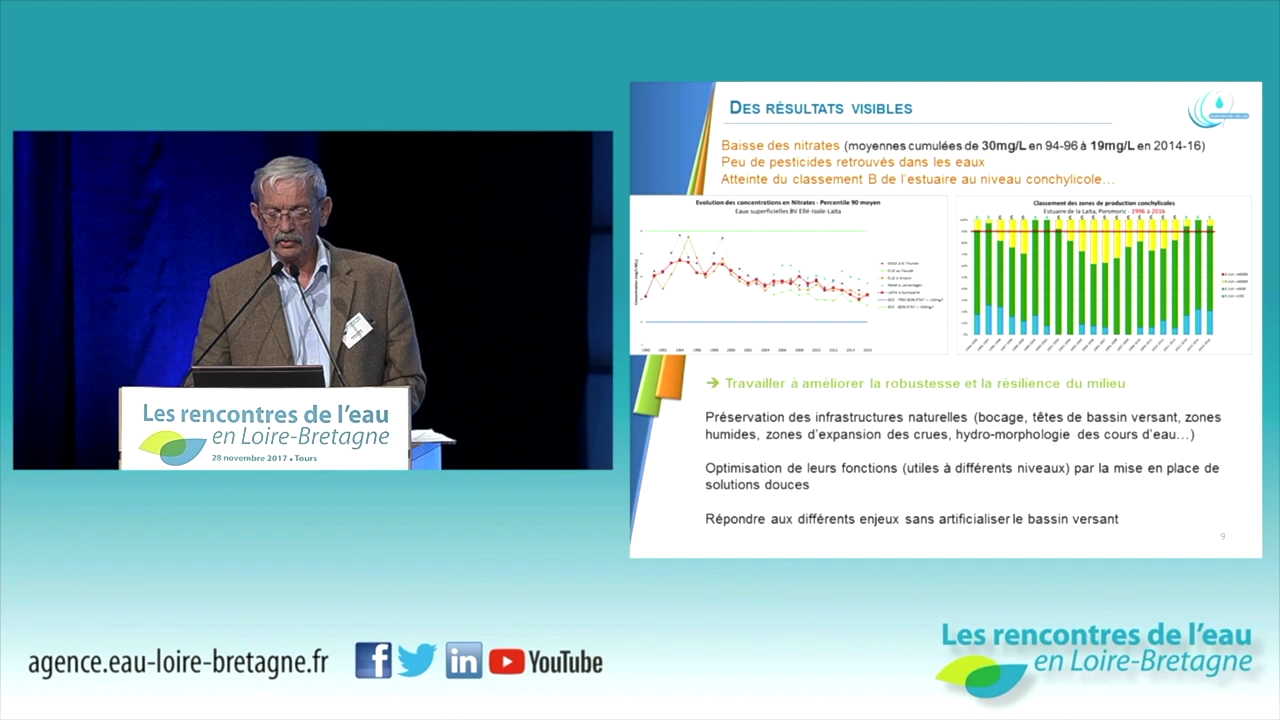 Les rencontres de l'eau
en Loire-Bretagne
28 novembre 2017 • Tours
DES RÉSULTATS VISIBLES
Baisse des nitrates (moyennes cumulées de 30mg/L en 94-96 à 19mg/L en 2014-16)
Peu de pesticides retrouvés dans les eaux
Atteinte du classement B de l'estuaire au niveau conchylicole…
Evolution des concentrations en Nitrates - Percentile 90 moyen
Eaux superficielles BV Ellé-Isole-Laïta
Classement des zones de production conchylicoles
Estuaire de la Laïta, Porsmoric - 1996 à 2016
➔ Travailler à améliorer la robustesse et la résilience du milieu
Préservation des infrastructures naturelles (bocage, têtes de bassin versant, zones
humides, zones d'expansion des crues, hydro-morphologie des cours d'eau…)
Optimisation de leurs fonctions (utiles à différents niveaux) par la mise en place de
solutions douces
Répondre aux différents enjeux sans artificialiser le bassin versant
9
agence.eau-loire-bretagne.fr
f
in
YouTube
Les rencontres de l'eau
en Loire-Bretagne